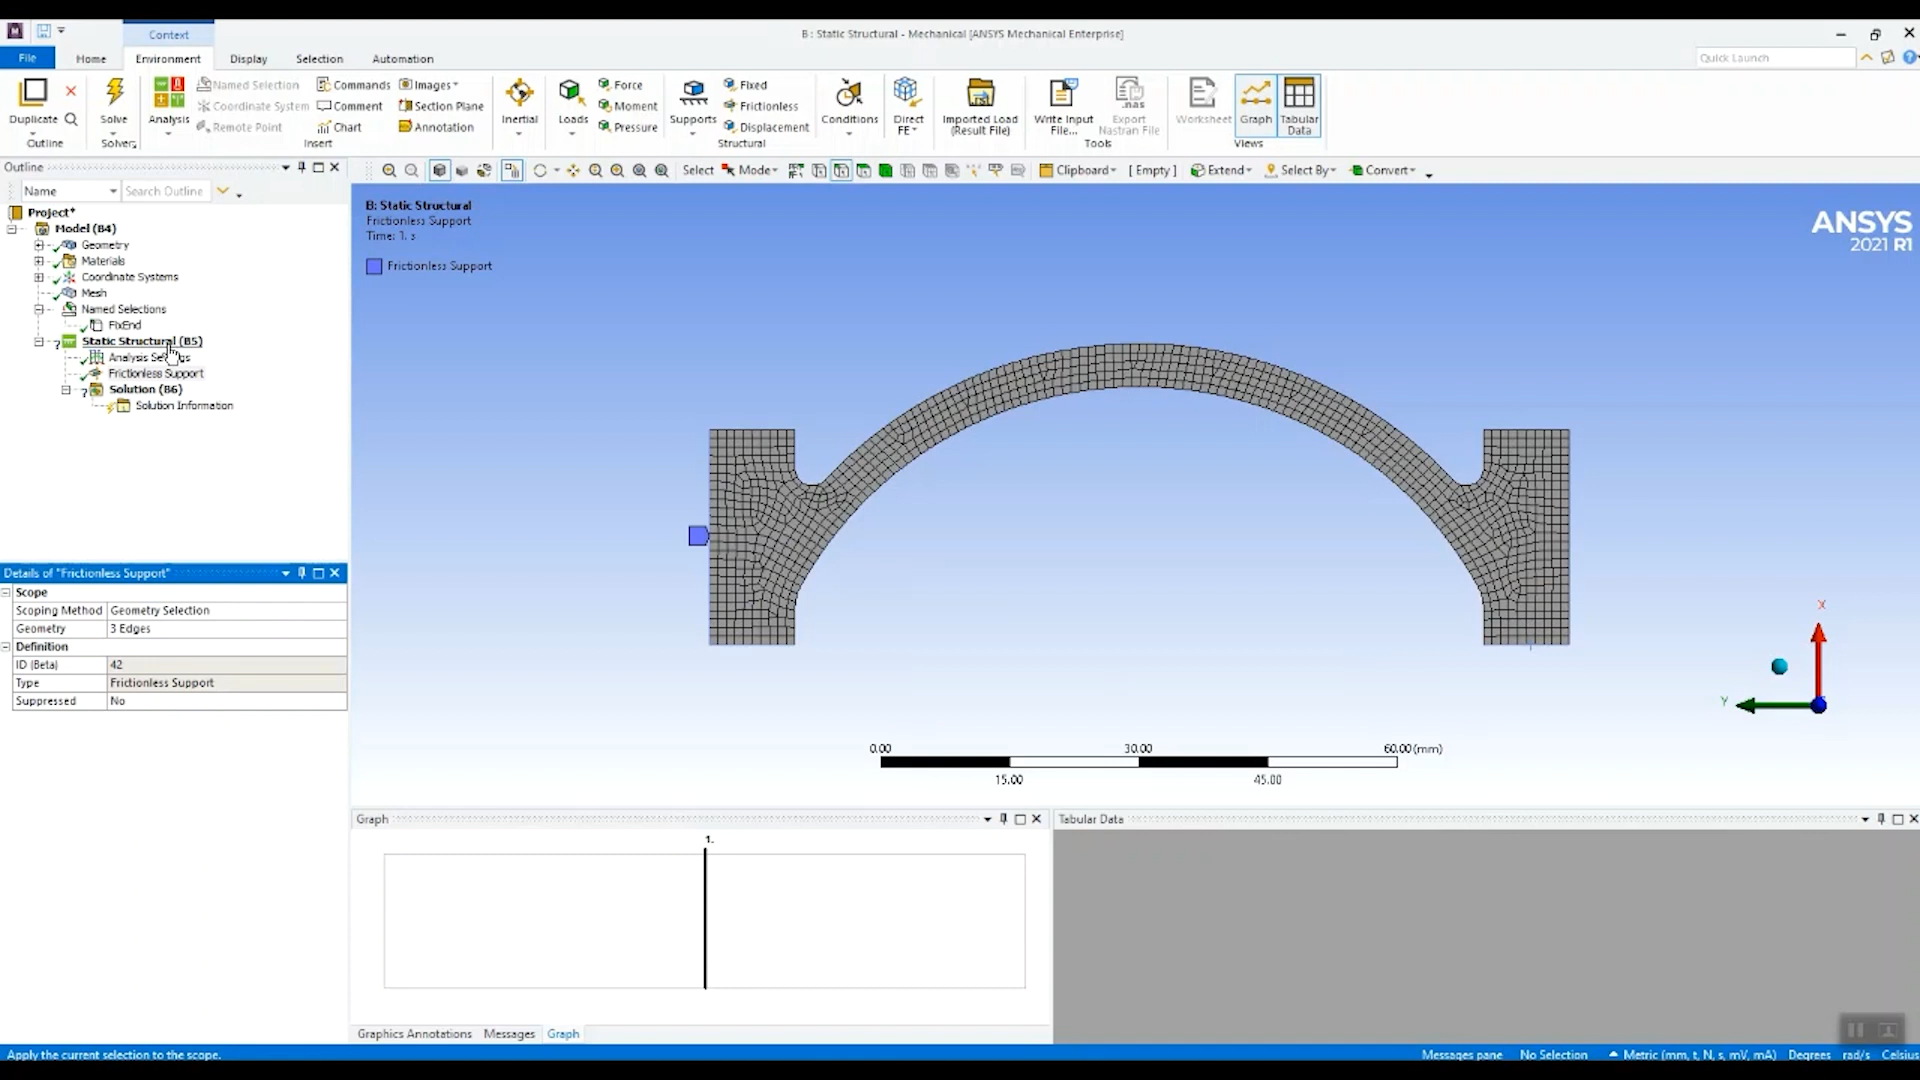 Context
B : Static Structural - Mechanical [ANSYS Mechanical Enterprise]
File Home Environment Display Selection Automation
Quick Launch
Duplicate
Outline
Solve
Solver
Analysis
Named Selection
Coordinate System
Remote Point
Commands
Comment
Chart
Images
Section Plane
Annotation
Insert
Inertial
Loads
Force
Moment
Pressure
Supports
Fixed
Frictionless
Displacement
Structural
Conditions
Direct
FE
Imported Load
(Result File)
Write Input
File...
.nas
Export
Nastran File
Tools
Worksheet
Graph
Tabular
Data
Views
Outline
Name Search Outline
Select Mode Clipboard [ Empty ] Extend Select By Convert
Project*
Model (B4)
Geometry
Materials
Coordinate Systems
Mesh
Named Selections
FixEnd
Static Structural (B5)
Frictionless Support
Solution (B6)
Solution Information
B: Static Structural
Frictionless Support
Time: 1. s
Frictionless Support
ANSYS
2021 R1
Details of "Frictionless Support"
Scope
Scoping Method Geometry Selection
Geometry 3 Edges
Definition
ID (Beta) 42
Type Frictionless Support
Suppressed No
X
Y
0.00 30.00 60.00 (mm)
15.00 45.00
Graph
1.
Tabular Data
Graphics Annotations Messages Graph
Apply the current selection to the scope.
Messages pane No Selection Metric (mm, t, N, s, mV, mA) Degrees rad/s Celsius